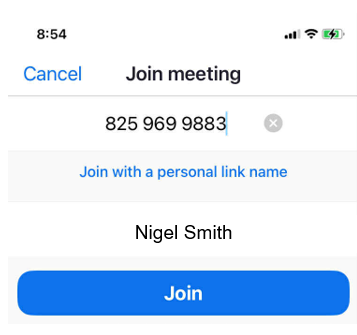 8:54
Cancel Join meeting
825 969 9883
Join with a personal link name
Nigel Smith
Join